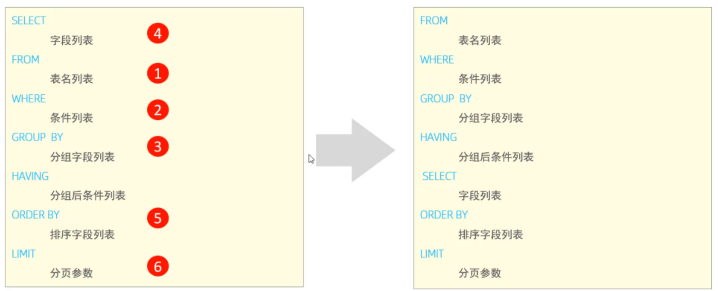 SELECT
字段列表
4
FROM
表名列表
1
WHERE
条件列表
2
GROUP BY
分组字段列表
3
HAVING
分组后条件列表
ORDER BY
排序字段列表
5
LIMIT
分页参数
6
FROM
表名列表
WHERE
条件列表
GROUP BY
分组字段列表
HAVING
分组后条件列表
SELECT
字段列表
ORDER BY
排序字段列表
LIMIT
分页参数